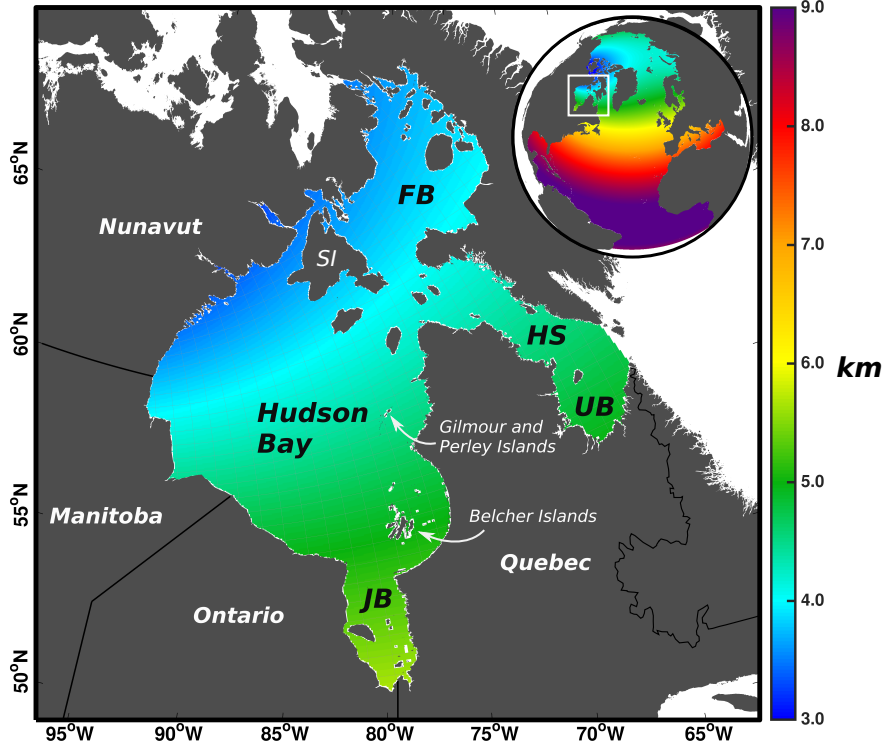 9.0
8.0
7.0
6.0
5.0
4.0
3.0
km
65°N
60°N
55°N
50°N
95°W
90°W
85°W
80°W
75°W
70°W
65°W
Nunavut
FB
SI
HS
UB
Hudson
Bay
Gilmour and
Perley Islands
Belcher Islands
Manitoba
Quebec
Ontario
JB